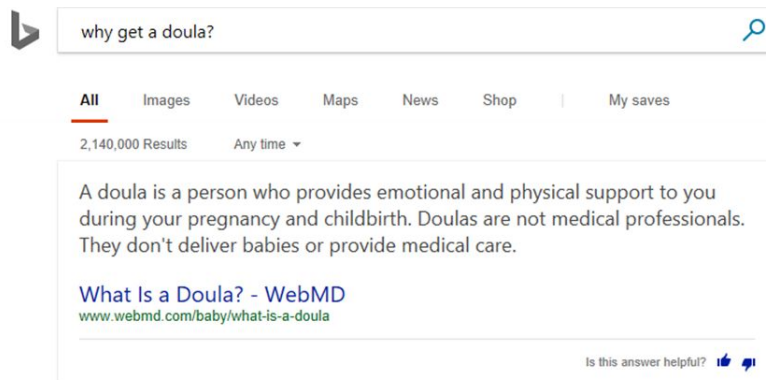 why get a doula?
All Images Videos Maps News Shop | My saves
2,140,000 Results Any time
A doula is a person who provides emotional and physical support to you
during your pregnancy and childbirth. Doulas are not medical professionals.
They don't deliver babies or provide medical care.
What Is a Doula? - WebMD
www.webmd.com/baby/what-is-a-doula
Is this answer helpful?